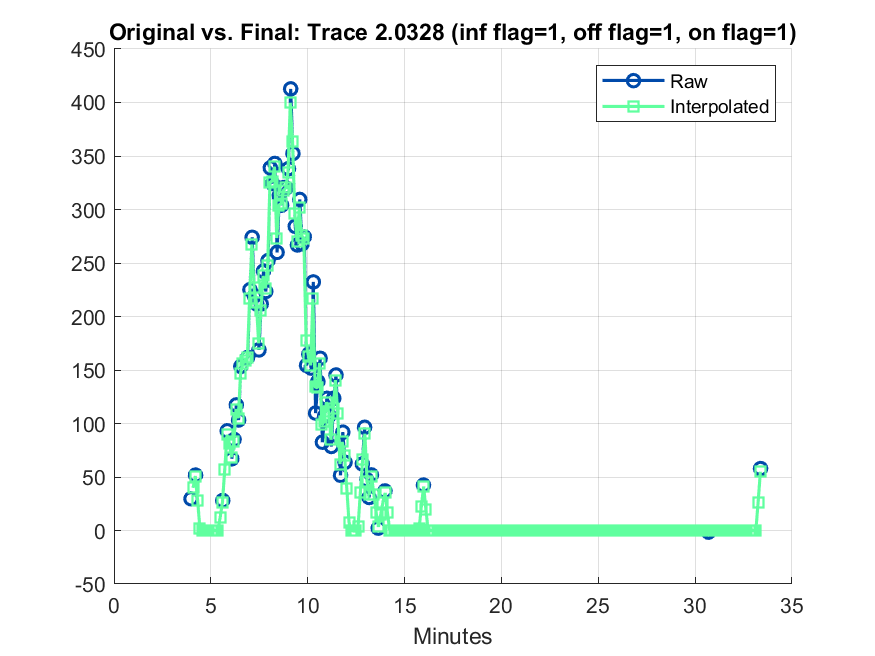 Original vs. Final: Trace 2.0328 (inf flag=1, off flag=1, on flag=1)
450
400
350
300
250
200
150
100
50
0
-50
Raw
Interpolated
0 5 10 15 20 25 30 35
Minutes